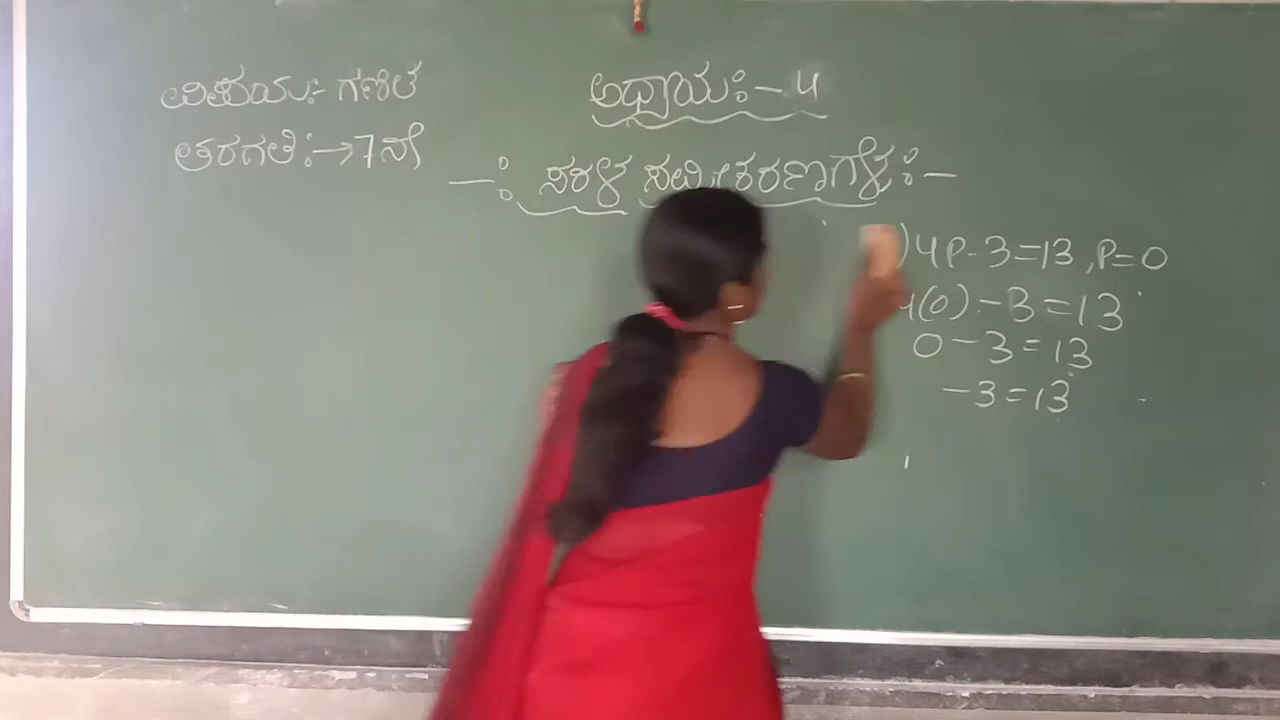 ವಿಷಯ:- ಗಣಿತ
ತರಗತಿ:→7ನೇ
ಅಧ್ಯಾಯ:-4
-: ಸರಳ ಸಮೀಕರಣಗಳು:-
)4P-3=13, P=0
4(0)-3=13
0-3=13
-3=13